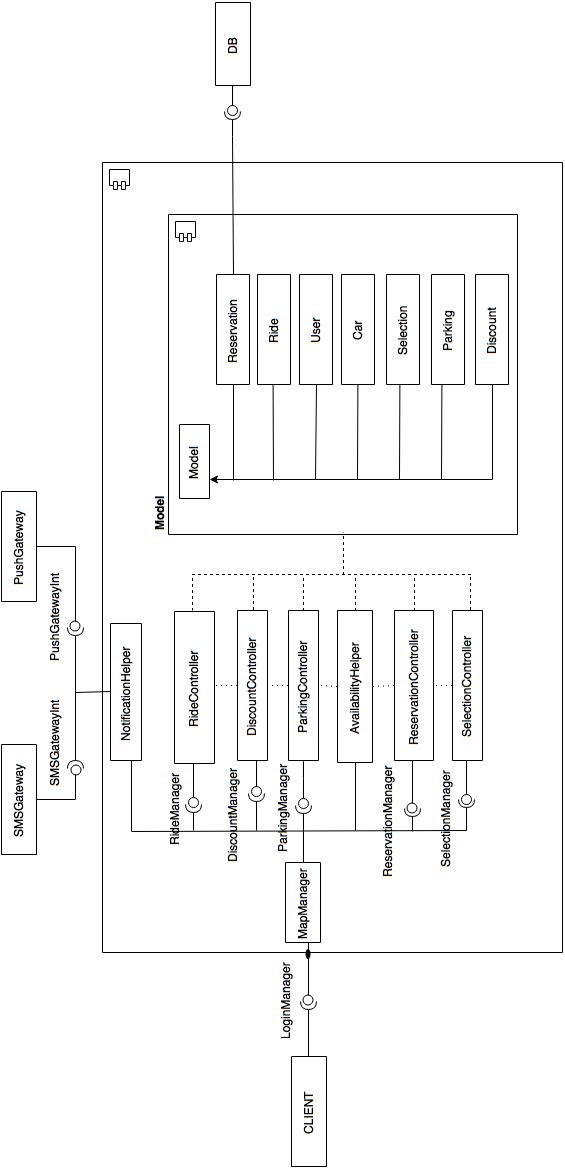 DB
Reservation
Ride
User
Car
Selection
Parking
Discount
Model
Model
PushGateway
PushGatewayInt
SMSGatewayInt
SMSGateway
NotificationHelper
RideController
DiscountController
ParkingController
AvailabilityHelper
ReservationController
SelectionController
RideManager
DiscountManager
ParkingManager
ReservationManager
SelectionManager
MapManager
LoginManager
CLIENT